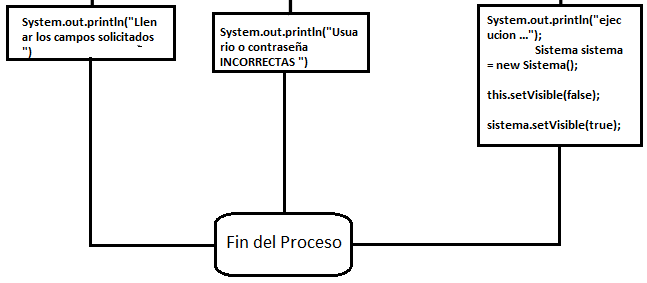 System.out.println("Llen
ar los campos solicitados
")
System.out.println("Usua
rio o contraseña
INCORRECTAS ")
System.out.println("ejec
ucion ...");
Sistema sistema
= new Sistema();
this.setVisible(false);
sistema.setVisible(true);
Fin del Proceso